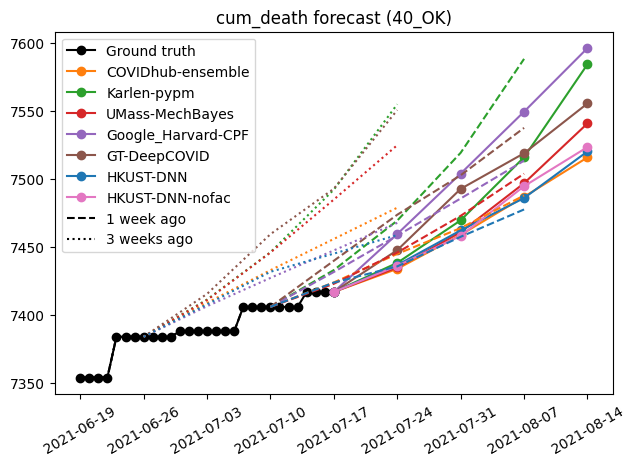 cum_death forecast (40_OK)
7600
7550
7500
7450
7400
7350
Ground truth
COVIDhub-ensemble
Karlen-pypm
UMass-MechBayes
Google_Harvard-CPF
GT-DeepCOVID
HKUST-DNN
HKUST-DNN-nofac
1 week ago
3 weeks ago
2021-06-19
2021-06-26
2021-07-03
2021-07-10
2021-07-17
2021-07-24
2021-07-31
2021-08-07
2021-08-14